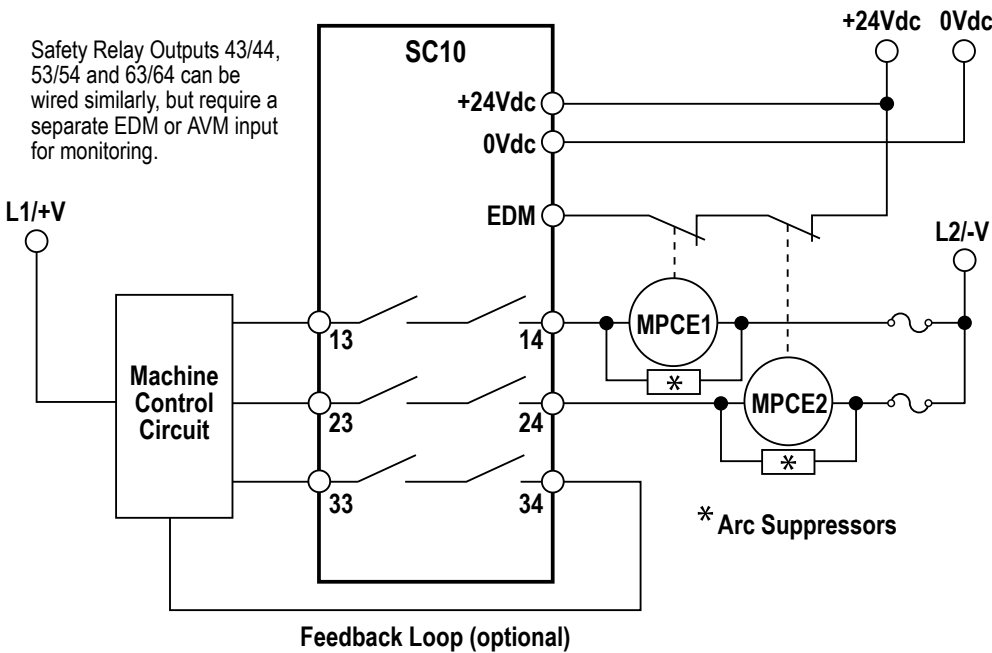 +24Vdc 0Vdc
Safety Relay Outputs 43/44,
53/54 and 63/64 can be
wired similarly, but require a
separate EDM or AVM input
for monitoring.
SC10
+24Vdc
0Vdc
L1/+V
EDM
L2/-V
13
14
MPCE1
*
Machine
Control
Circuit
23
24
MPCE2
*
33
34
* Arc Suppressors
Feedback Loop (optional)